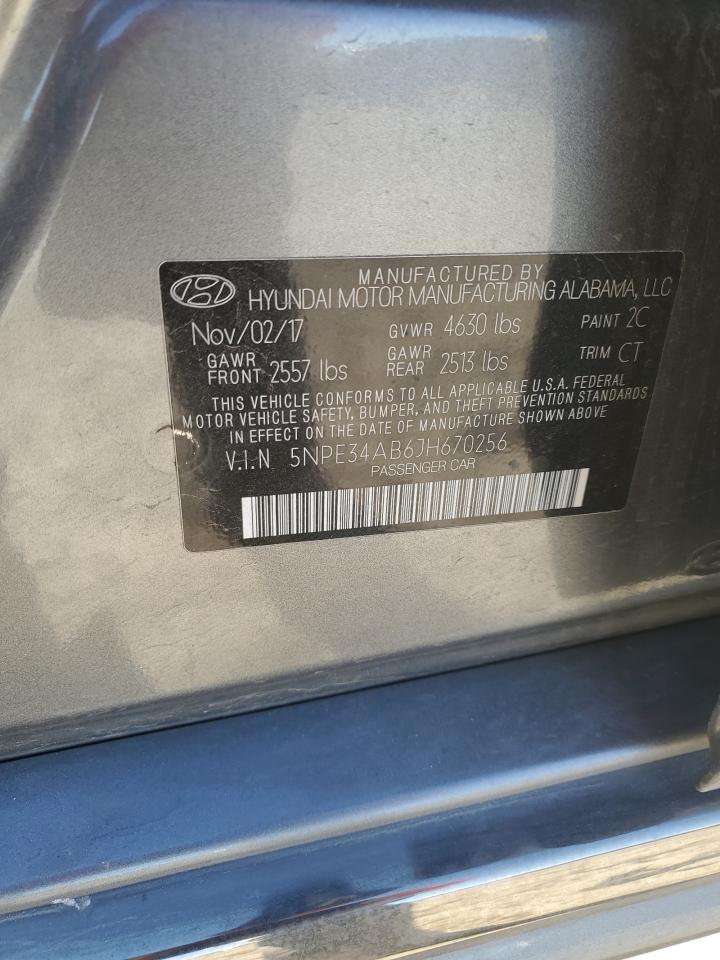 MANUFACTURED BY
HYUNDAI MOTOR MANUFACTURING ALABAMA, LLC
Nov/02/17 GVWR 4630 lbs PAINT 2C
GAWR FRONT 2557 lbs GAWR REAR 2513 lbs TRIM CT
THIS VEHICLE CONFORMS TO ALL APPLICABLE U.S.A. FEDERAL
MOTOR VEHICLE SAFETY, BUMPER, AND THEFT PREVENTION STANDARDS
IN EFFECT ON THE DATE OF MANUFACTURE SHOWN ABOVE
V.I.N 5NPE34AB6JH670256
PASSENGER CAR